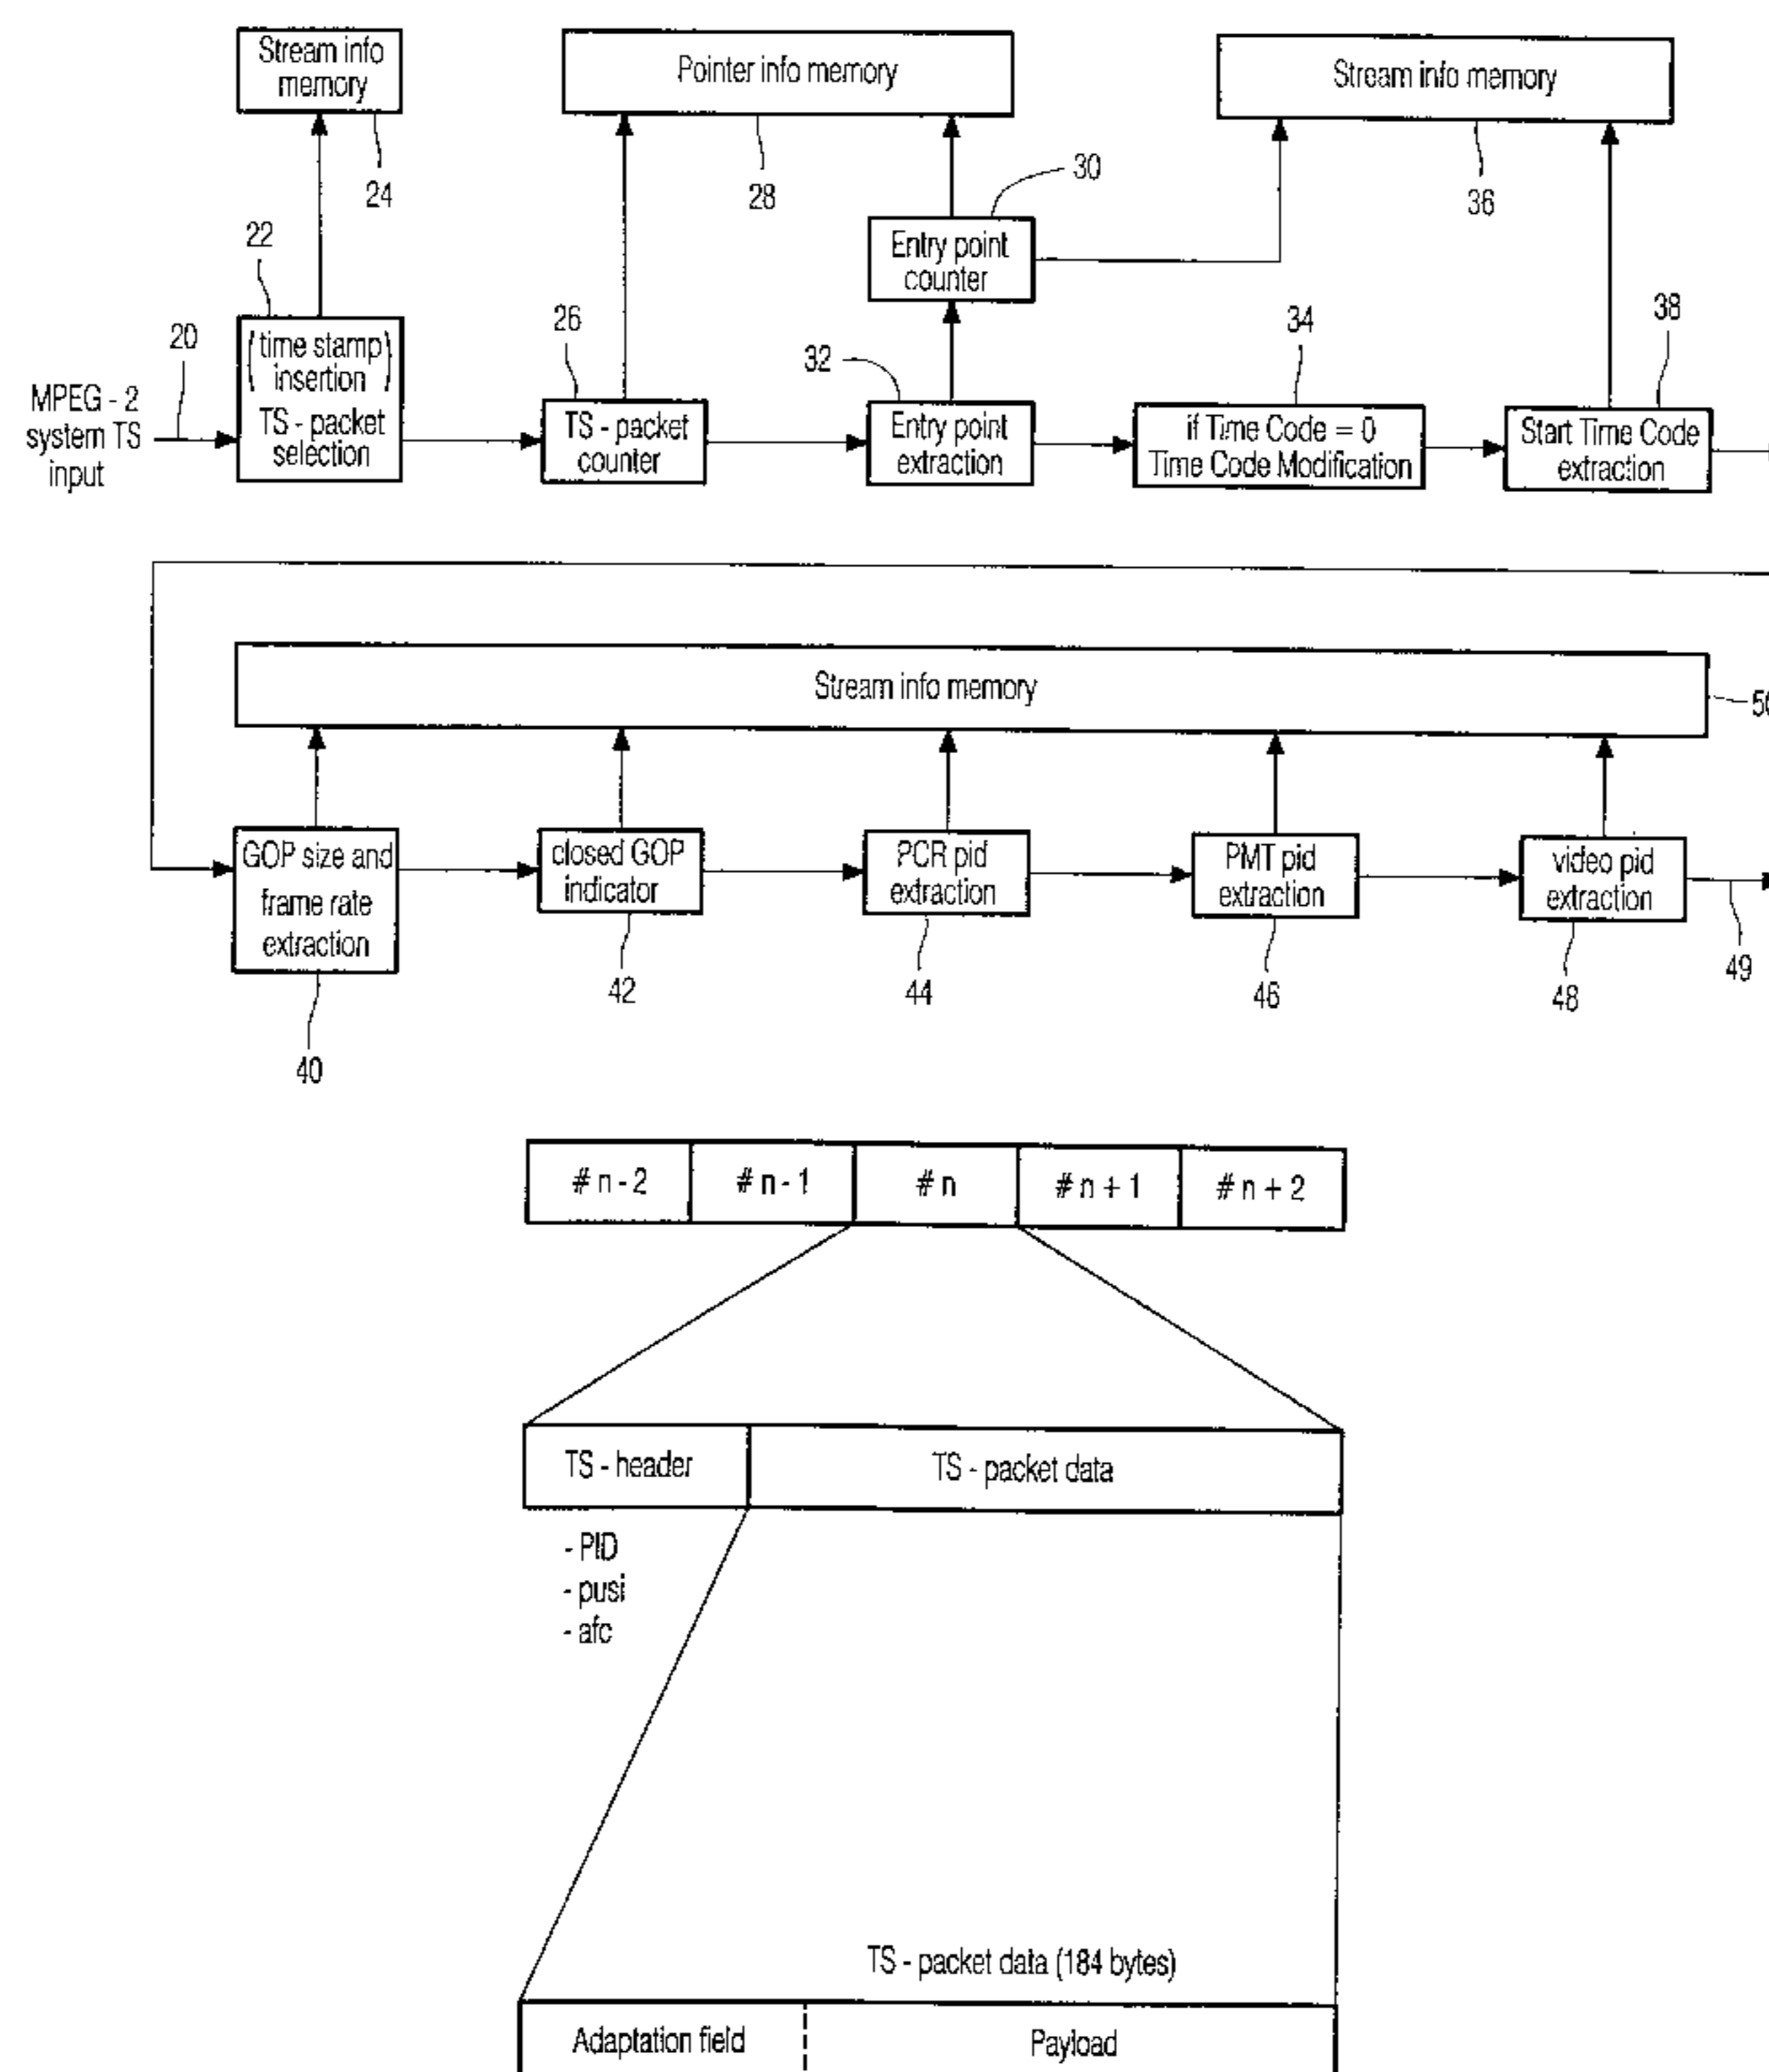 Stream info
memory
Pointer info memory
Stream info memory
24
28
30
36
22
Entry point
counter
20
26
32
34
38
MPEG - 2
system TS
input
(time stamp)
insertion
TS - packet
selection
TS - packet
counter
Entry point
extraction
if Time Code = 0
Time Code Modification
Start Time Code
extraction
Stream info memory
GOP size and
frame rate
extraction
closed GOP
indicator
PCR pid
extraction
PMT pid
extraction
video pid
extraction
40
42
44
46
48
49
# n - 2
# n - 1
# n
# n + 1
# n + 2
TS - header
TS - packet data
- PID
- pusi
- afc
TS - packet data (184 bytes)
Adaptation field
Payload